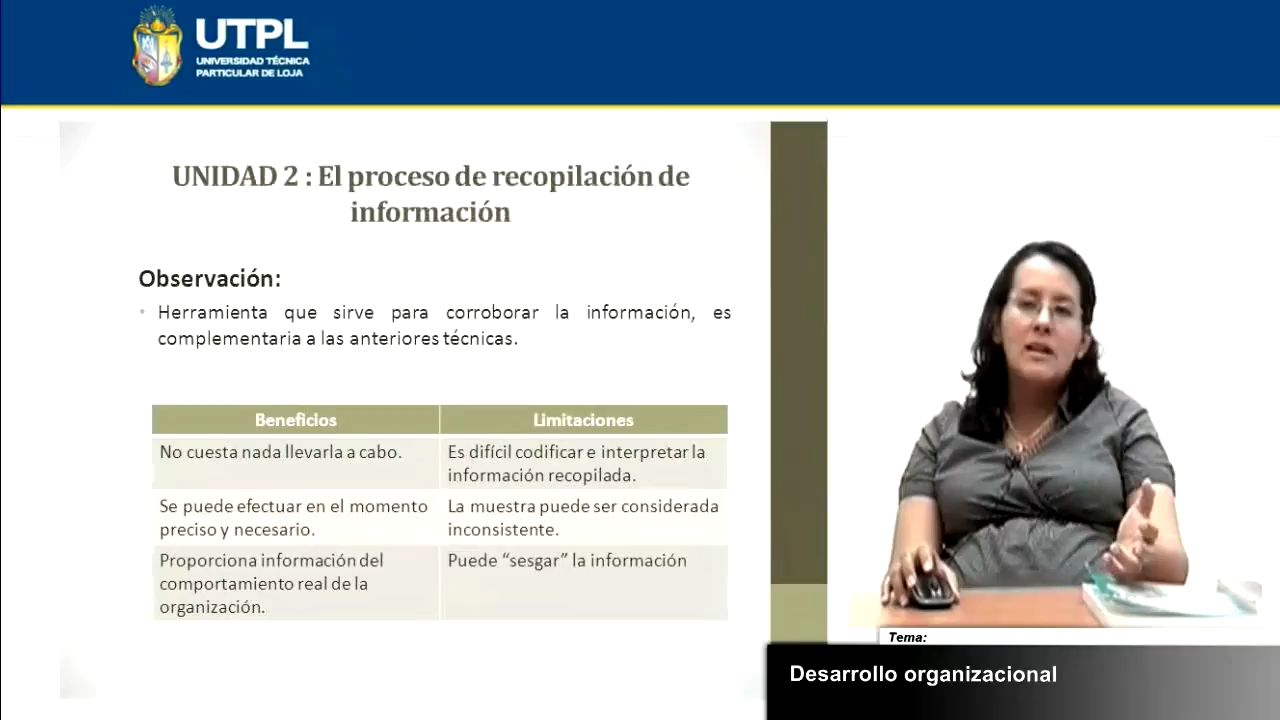 UTPL
UNIVERSIDAD TÉCNICA
PARTICULAR DE LOJA
UNIDAD 2 : El proceso de recopilación de
información
Observación:
• Herramienta que sirve para corroborar la información, es
complementaria a las anteriores técnicas.
Beneficios
Limitaciones
No cuesta nada llevarla a cabo.
Es difícil codificar e interpretar la
información recopilada.
Se puede efectuar en el momento
preciso y necesario.
La muestra puede ser considerada
inconsistente.
Proporciona información del
comportamiento real de la
organización.
Puede “sesgar” la información
Tema:
Desarrollo organizacional